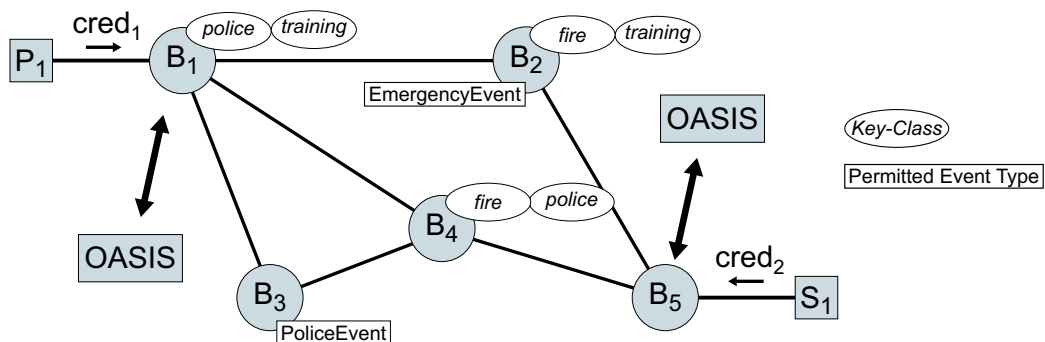 cred1
police
training
fire
training
P1
B1
B2
EmergencyEvent
OASIS
Key-Class
Permitted Event Type
fire
police
B4
OASIS
cred2
B3
B5
S1
PoliceEvent